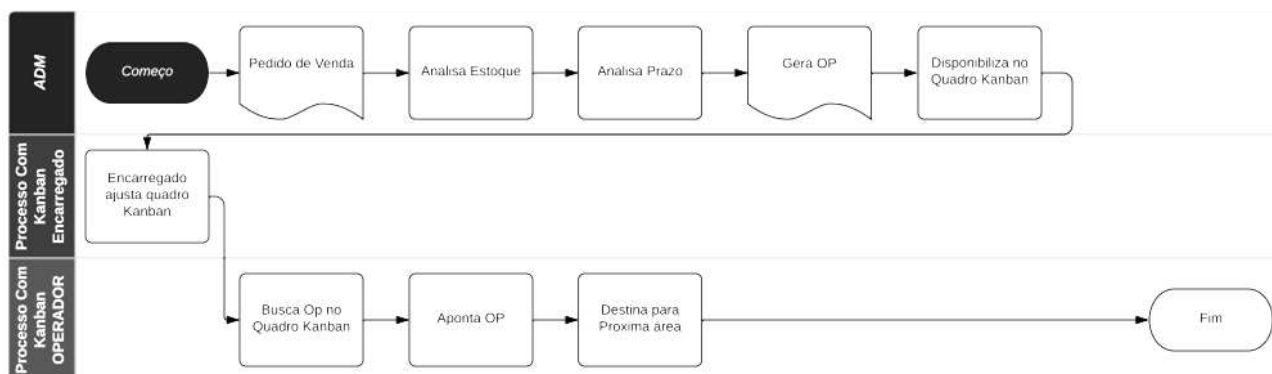 ADM
Começo
Pedido de Venda
Analisa Estoque
Analisa Prazo
Gera OP
Disponibiliza no
Quadro Kanban
Processo Com
Kanban
Encarregado
Encarregado
ajusta quadro
Kanban
Processo Com
Kanban
OPERADOR
Busca Op no
Quadro Kanban
Aponta OP
Destina para
Proxima área
Fim